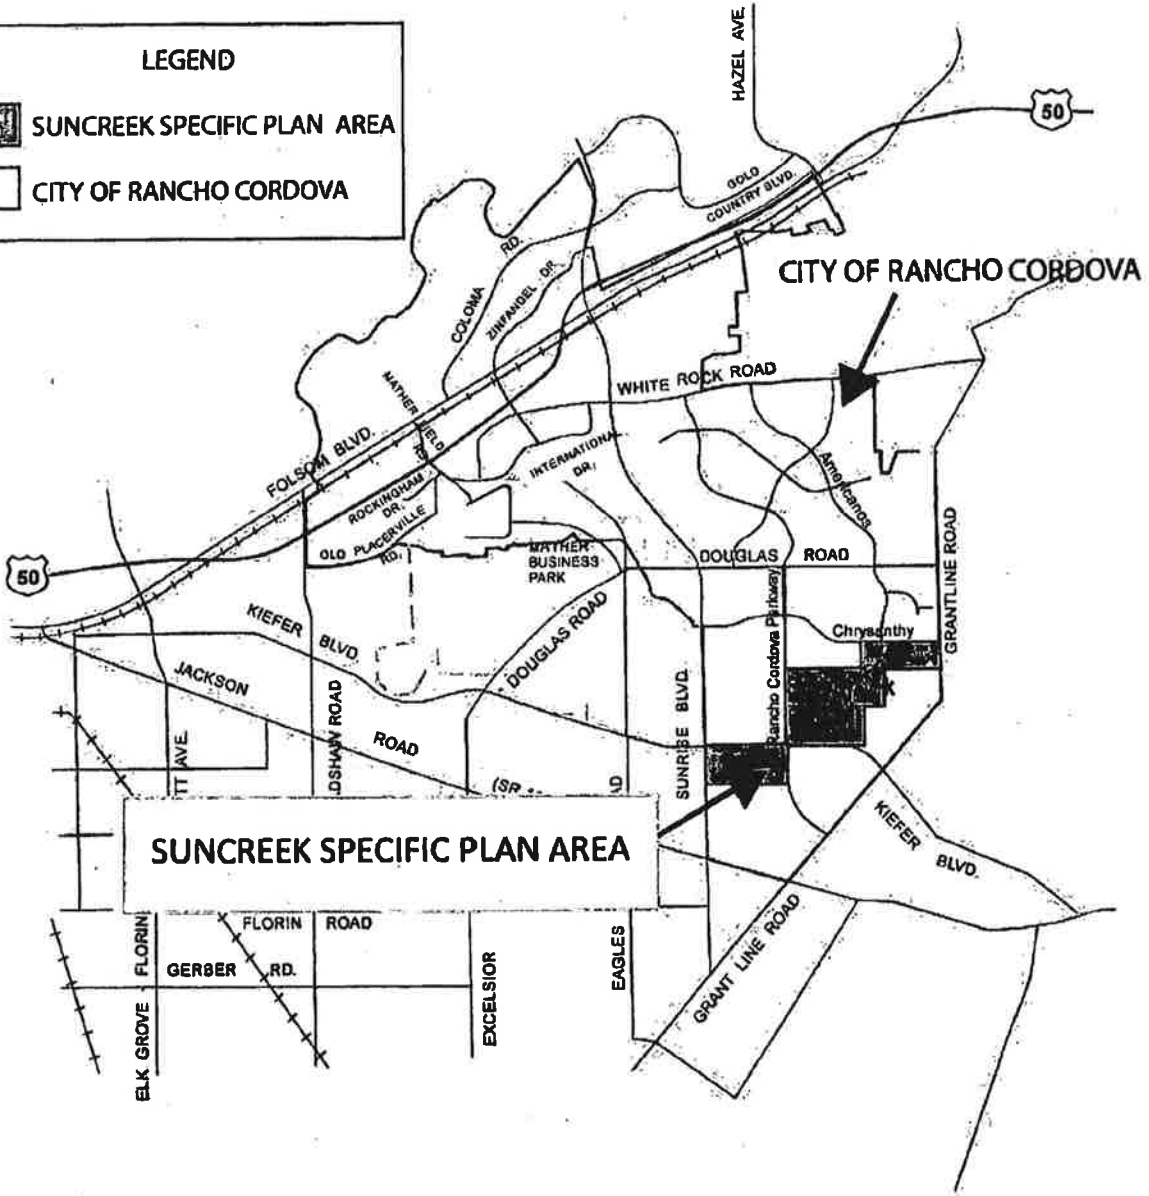 LEGEND
SUNCREEK SPECIFIC PLAN AREA
CITY OF RANCHO CORDOVA
HAZEL AVE.
50
GOLD
COUNTRY BLVD.
COLOMA
RD.
ZINFANDEL DR.
CITY OF RANCHO CORDOVA
WHITE ROCK ROAD
MATHER FIELD
RD.
FOLSOM BLVD.
INTERNATIONAL
DR.
ROCKINGHAM
DR.
OLD PLACERVILLE
RD.
Americanos
MATHER
BUSINESS
PARK
DOUGLAS ROAD
GRANTLINE ROAD
50
KIEFER BLVD.
DOUGLAS ROAD
Rancho Cordova Parkway
Chrysanthy
JACKSON
ROAD
DSHAW ROAD
TT AVE.
SUNRISE BLVD.
K
(SR
AD
SUNCREEK SPECIFIC PLAN AREA
KIEFER
BLVD.
FLORIN ROAD
GERBER RD.
ELK GROVE - FLORIN
EXCELSIOR
EAGLES
GRANT LINE ROAD